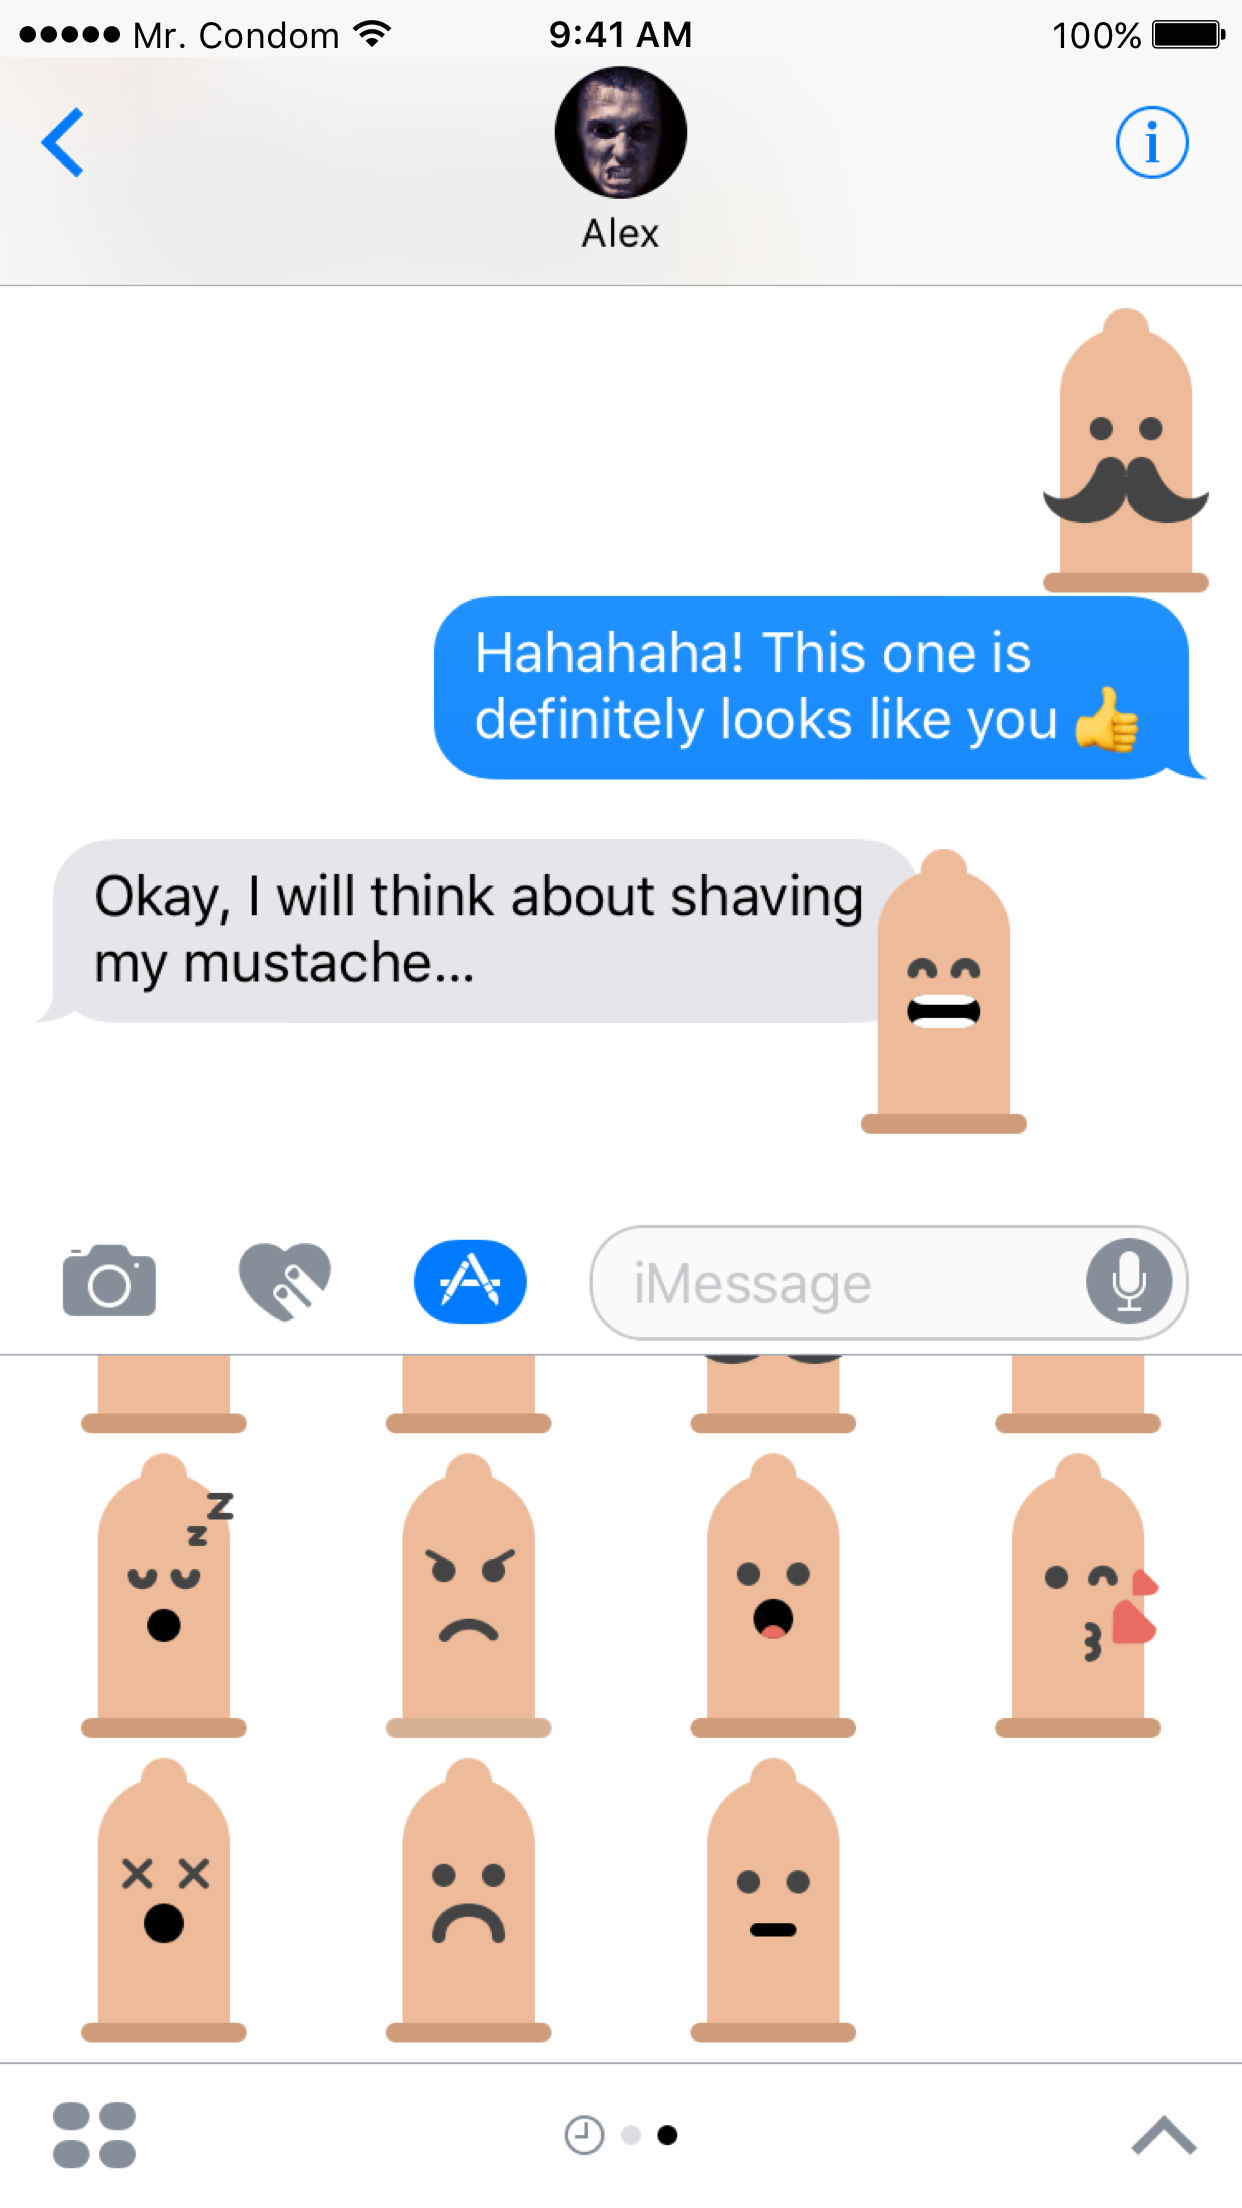 Mr. Condom 9:41 AM 100%
i
Alex
Hahahaha! This one is
definitely looks like you 👍
Okay, I will think about shaving
my mustache...
iMessage
z
z